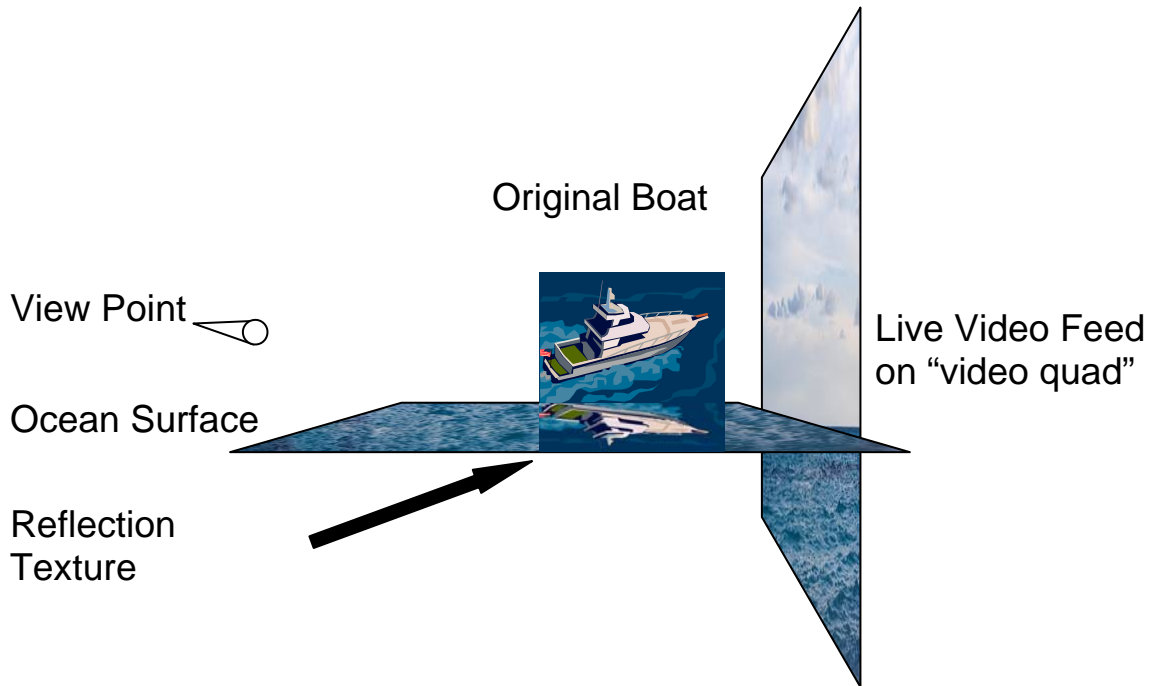 Original Boat
View Point
Live Video Feed
on “video quad”
Ocean Surface
Reflection
Texture